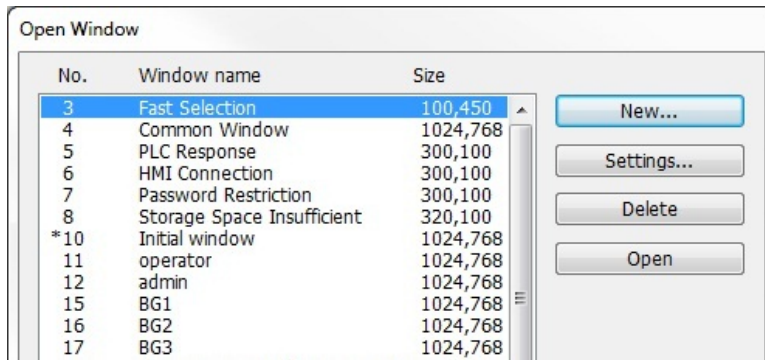 Open Window
No. Window name Size
3 Fast Selection 100,450
4 Common Window 1024,768
5 PLC Response 300,100
6 HMI Connection 300,100
7 Password Restriction 300,100
8 Storage Space Insufficient 320,100
*10 Initial window 1024,768
11 operator 1024,768
12 admin 1024,768
15 BG1 1024,768
16 BG2 1024,768
17 BG3 1024,768
New...
Settings...
Delete
Open